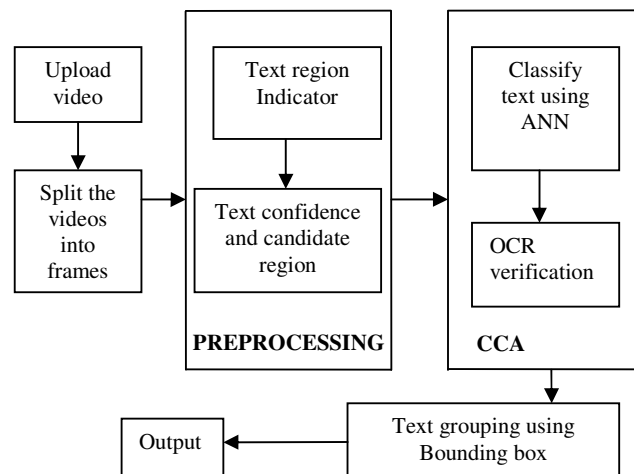 Upload
video
Split the
videos
into
frames
Text region
Indicator
Text confidence
and candidate
region
PREPROCESSING
Classify
text using
ANN
OCR
verification
CCA
Text grouping using
Bounding box
Output